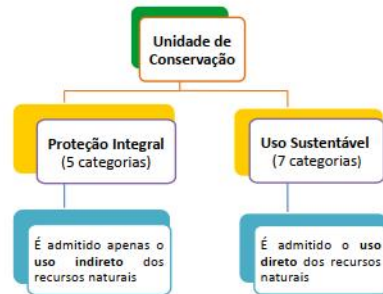 Unidade de
Conservação
Proteção Integral
(5 categorias)
Uso Sustentável
(7 categorias)
É admitido apenas o
uso indireto dos
recursos naturais
É admitido o uso
direto dos recursos
naturais